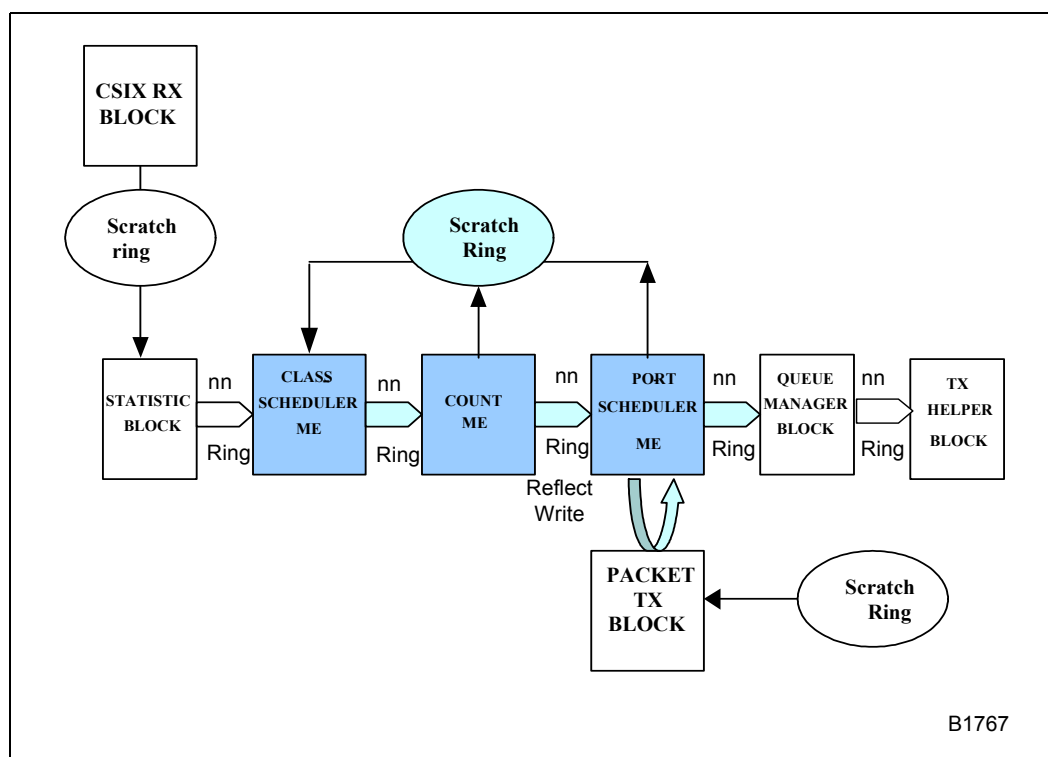 CSIX RX
BLOCK
Scratch
ring
Scratch
Ring
STATISTIC
BLOCK
nn
Ring
CLASS
SCHEDULER
ME
nn
Ring
COUNT
ME
nn
Ring
Reflect
Write
PORT
SCHEDULER
ME
nn
Ring
QUEUE
MANAGER
BLOCK
nn
Ring
TX
HELPER
BLOCK
PACKET
TX
BLOCK
Scratch
Ring
B1767